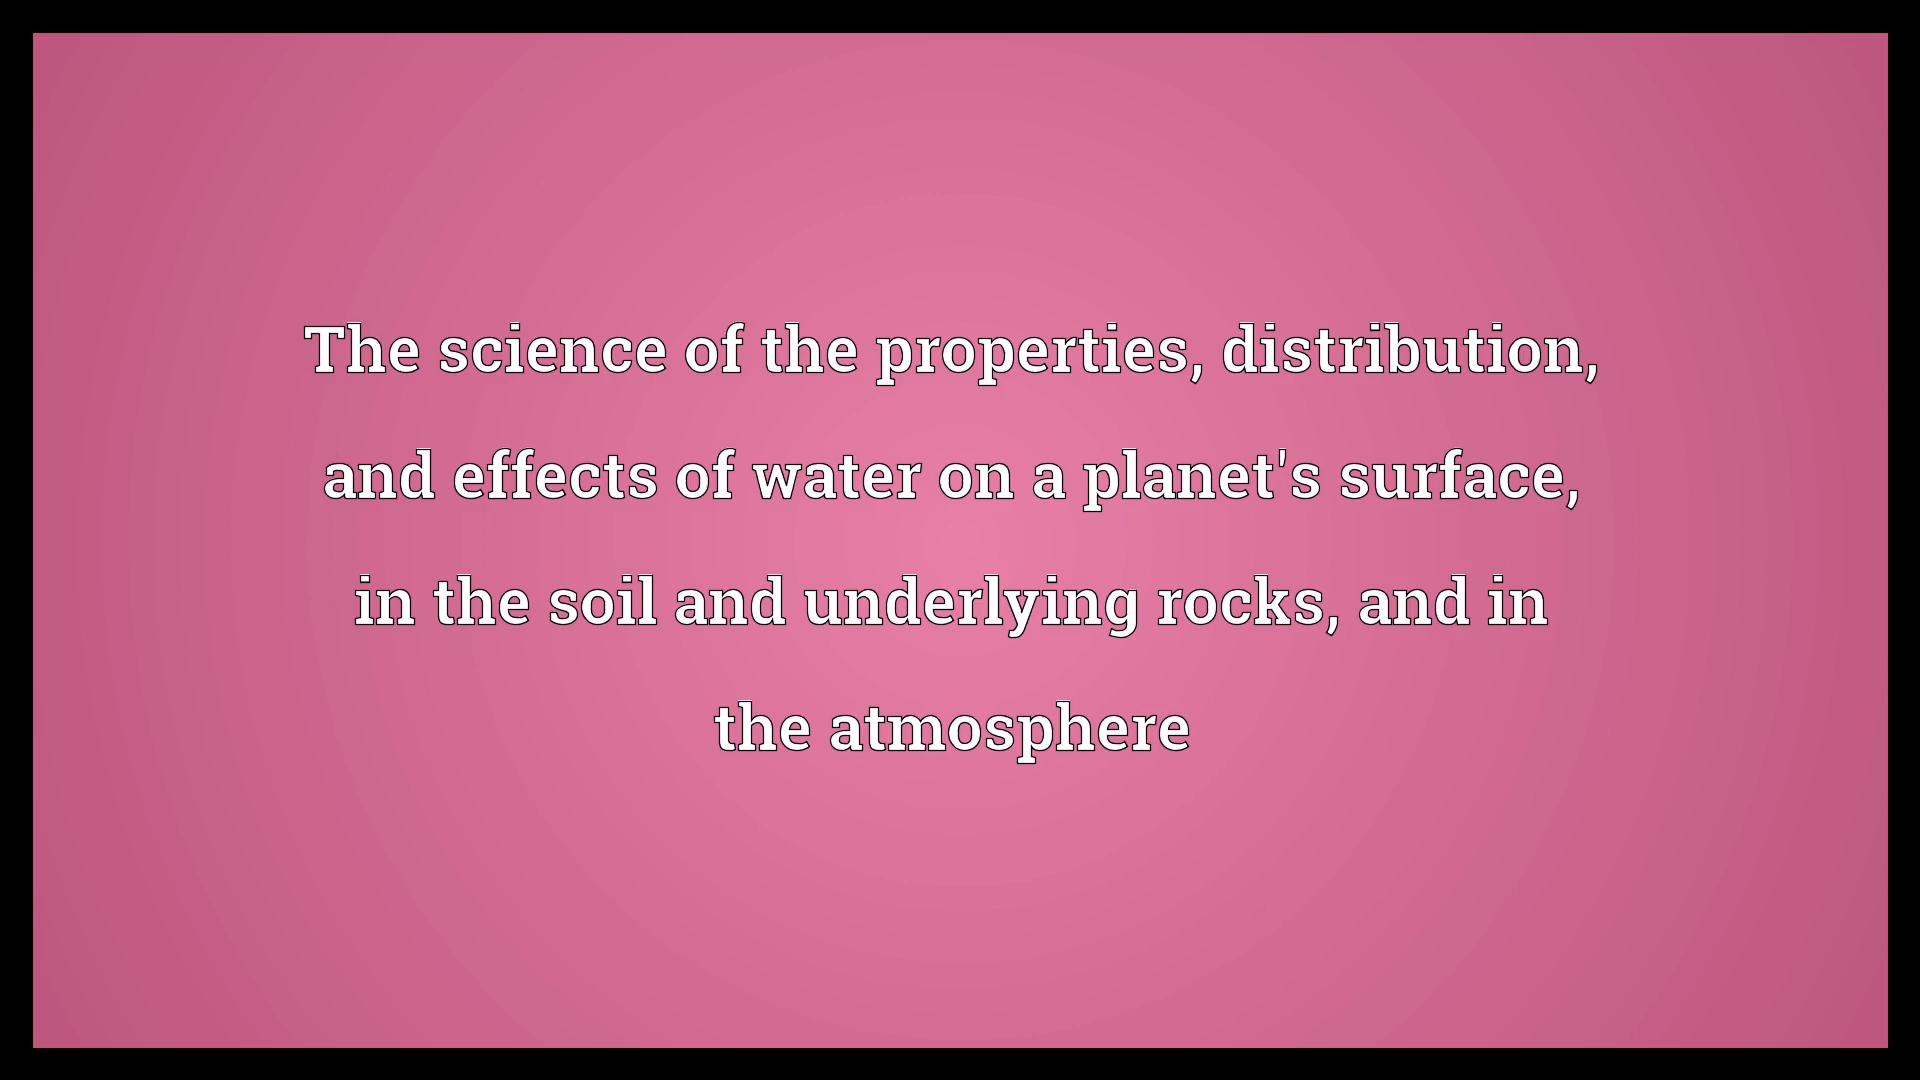 The science of the properties, distribution,
and effects of water on a planet's surface,
in the soil and underlying rocks, and in
the atmosphere